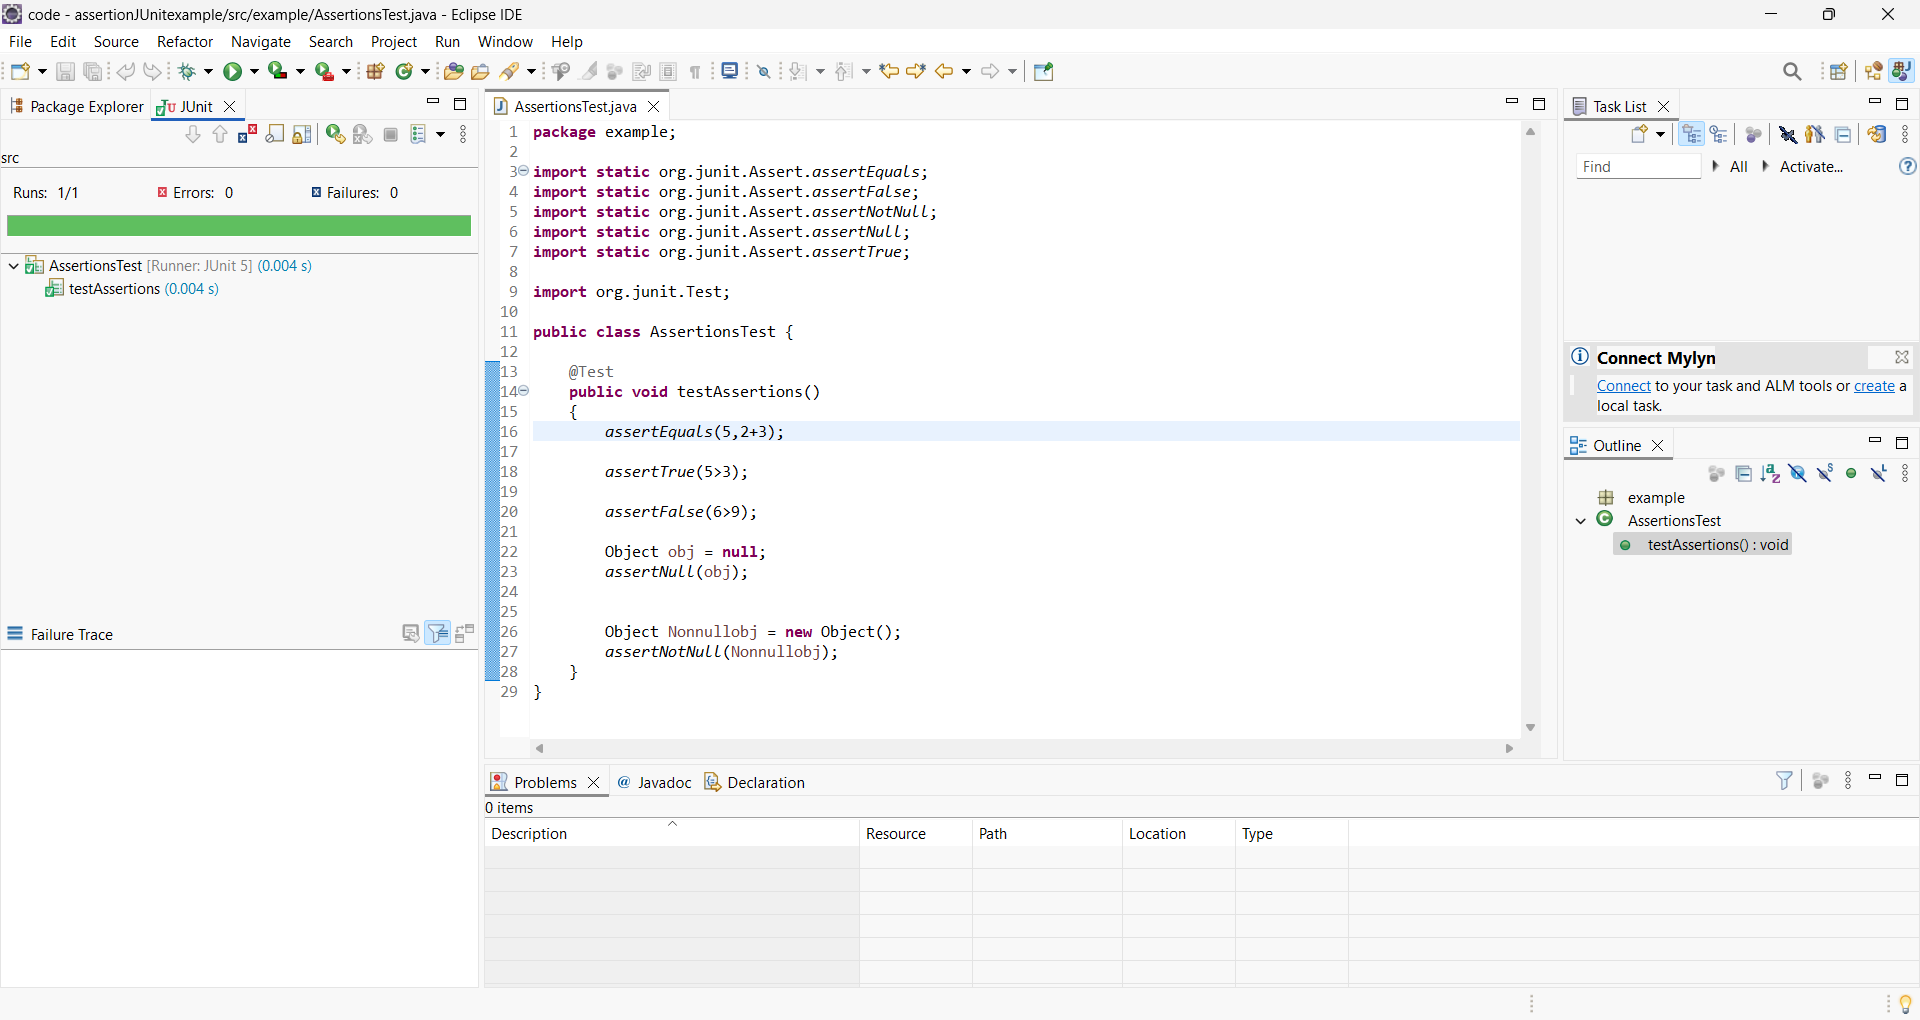 code - assertionJUnitexample/src/example/AssertionsTest.java - Eclipse IDE
File Edit Source Refactor Navigate Search Project Run Window Help
Package Explorer JUnit
src
Runs: 1/1 Errors: 0 Failures: 0
AssertionsTest [Runner: JUnit 5] (0.004 s)
testAssertions (0.004 s)
Failure Trace
AssertionsTest.java
1 package example;
2
3 import static org.junit.Assert.assertEquals;
4 import static org.junit.Assert.assertFalse;
5 import static org.junit.Assert.assertNotNull;
6 import static org.junit.Assert.assertNull;
7 import static org.junit.Assert.assertTrue;
8
9 import org.junit.Test;
10
11 public class AssertionsTest {
12
13 @Test
14 public void testAssertions()
15 {
16 assertEquals(5,2+3);
17
18 assertTrue(5>3);
19
20 assertFalse(6>9);
21
22 Object obj = null;
23 assertNull(obj);
24
25
26 Object Nonnullobj = new Object();
27 assertNotNull(Nonnullobj);
28 }
29 }
Task List
Find All Activate...
Connect Mylyn
Connect to your task and ALM tools or create a
local task.
Outline
example
AssertionsTest
testAssertions() : void
Problems @ Javadoc Declaration
0 items
Description Resource Path Location Type